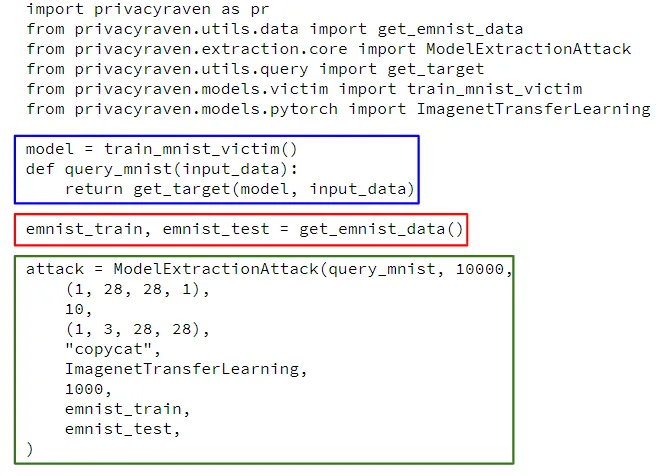 import privacyraven as pr
from privacyraven.utils.data import get_emnist_data
from privacyraven.extraction.core import ModelExtractionAttack
from privacyraven.utils.query import get_target
from privacyraven.models.victim import train_mnist_victim
from privacyraven.models.pytorch import ImagenetTransferLearning
model = train_mnist_victim()
def query_mnist(input_data):
    return get_target(model, input_data)
emnist_train, emnist_test = get_emnist_data()
attack = ModelExtractionAttack(query_mnist, 10000,
    (1, 28, 28, 1),
    10,
    (1, 3, 28, 28),
    "copycat",
    ImagenetTransferLearning,
    1000,
    emnist_train,
    emnist_test,
)